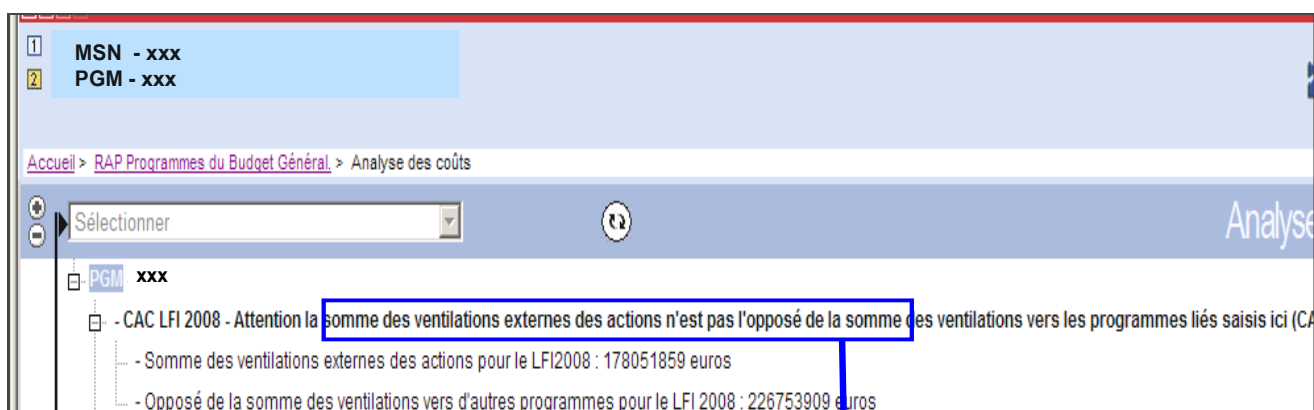 1 MSN - xxx
2 PGM - xxx
Accueil > RAP Programmes du Budget Général. > Analyse des coûts
Sélectionner Analyse
PGM xxx
- CAC LFI 2008 - Attention la somme des ventilations externes des actions n'est pas l'opposé de la somme des ventilations vers les programmes liés saisis ici (CA
- Somme des ventilations externes des actions pour le LFI2008 : 178051859 euros
- Opposé de la somme des ventilations vers d'autres programmes pour le LFI 2008 : 226753909 euros